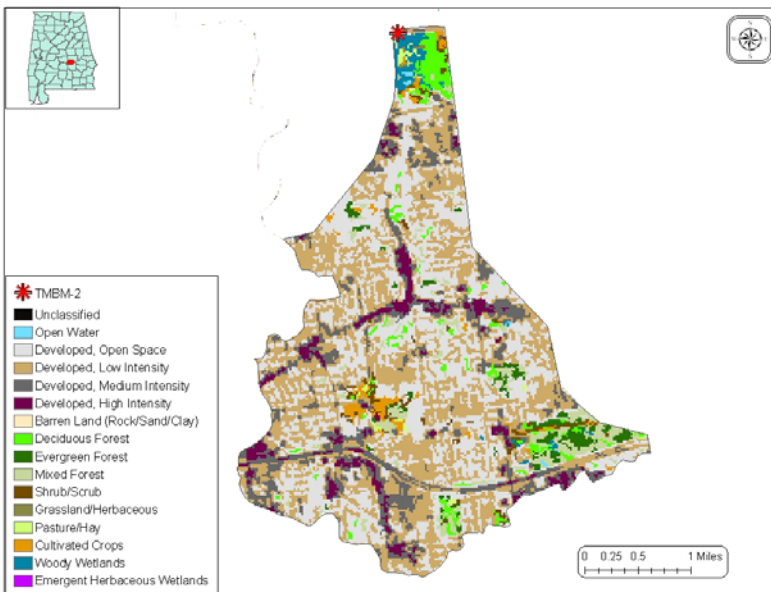 TMBM-2
Unclassified
Open Water
Developed, Open Space
Developed, Low Intensity
Developed, Medium Intensity
Developed, High Intensity
Barren Land (Rock/Sand/Clay)
Deciduous Forest
Evergreen Forest
Mixed Forest
Shrub/Scrub
Grassland/Herbaceous
Pasture/Hay
Cultivated Crops
Woody Wetlands
Emergent Herbaceous Wetlands
0 0.25 0.5 1 Miles